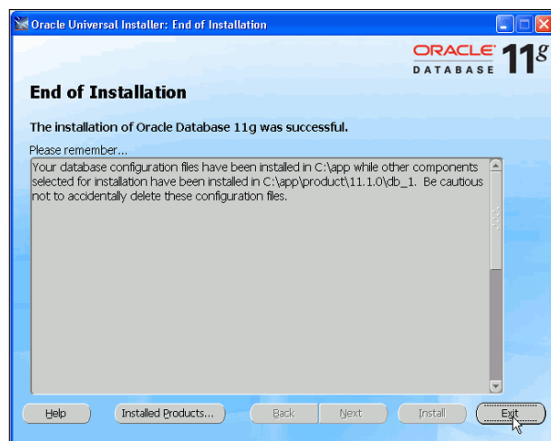 Oracle Universal Installer: End of Installation
ORACLE 11g
DATABASE
End of Installation
The installation of Oracle Database 11g was successful.
Please remember...
Your database configuration files have been installed in C:\app while other components
selected for installation have been installed in C:\app\product\11.1.0\db_1. Be cautious
not to accidentally delete these configuration files.
Help Installed Products... Back Next Install Exit